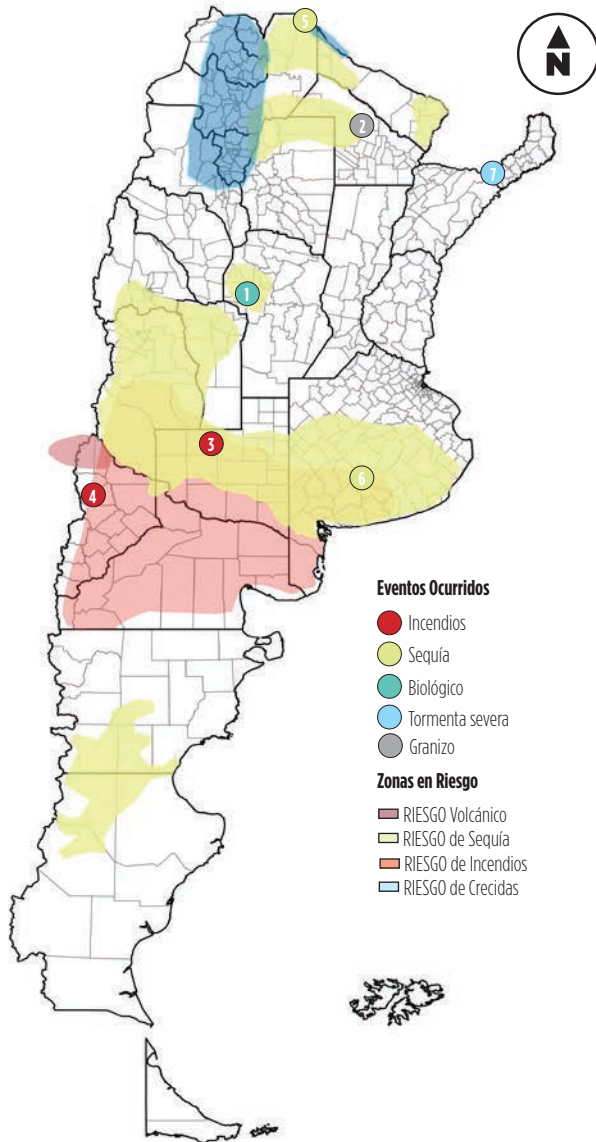 5
N
2
7
1
3
4
6
Eventos Ocurridos
Incendios
Sequía
Biológico
Tormenta severa
Granizo
Zonas en Riesgo
RIESGO Volcánico
RIESGO de Sequía
RIESGO de Incendios
RIESGO de Crecidas